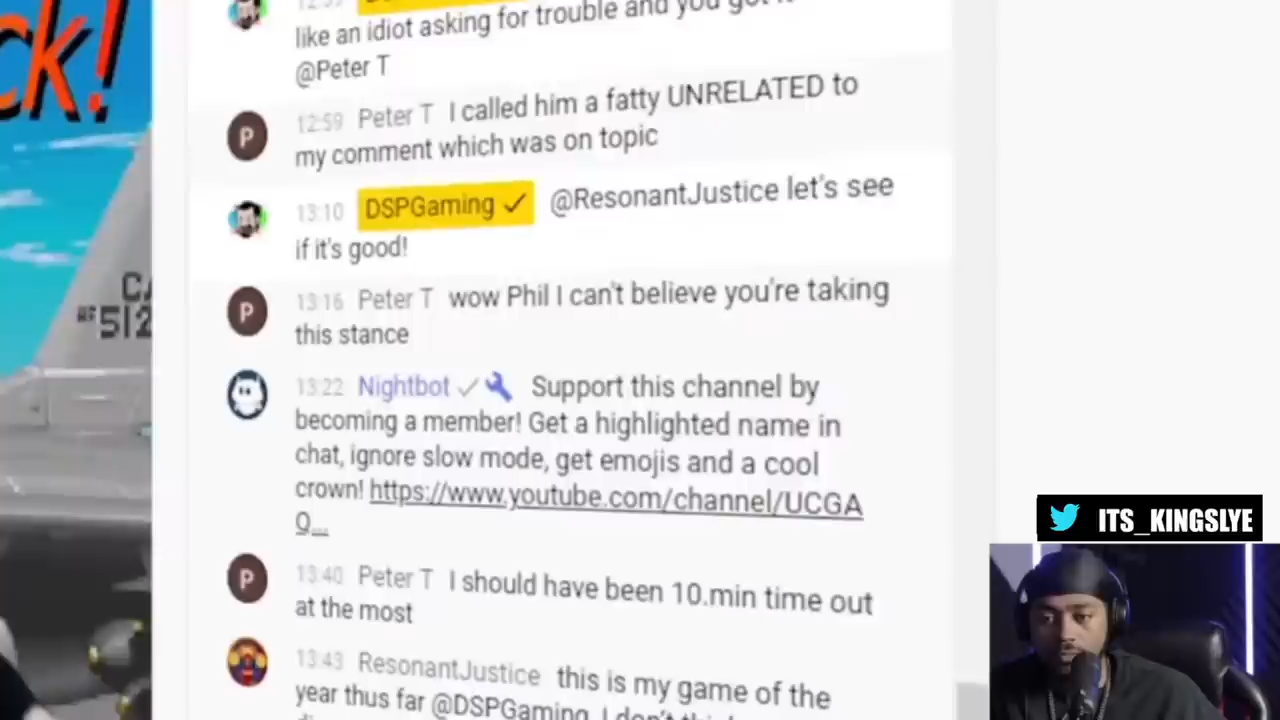 ck!
like an idiot asking for trouble and you got it
@Peter T
P
12:59 Peter T I called him a fatty UNRELATED to
my comment which was on topic
13:10 DSPGaming ✓ @ResonantJustice let's see
if it's good!
P
13:16 Peter T wow Phil I can't believe you're taking
this stance
13:22 Nightbot Support this channel by
becoming a member! Get a highlighted name in
chat, ignore slow mode, get emojis and a cool
crown! https://www.youtube.com/channel/UCGA
Q...
P
13:40 Peter T I should have been 10.min time out
at the most
13:43 ResonantJustice this is my game of the
year thus far @DSPGaming. I don't think
CA
AF 512
ITS_KINGSLYE